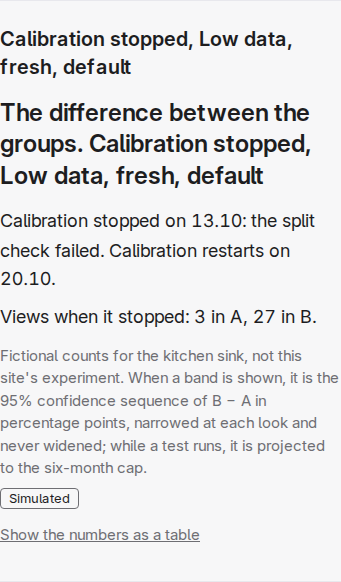 Calibration stopped, Low data,
fresh, default
The difference between the
groups. Calibration stopped,
Low data, fresh, default
Calibration stopped on 13.10: the split
check failed. Calibration restarts on
20.10.
Views when it stopped: 3 in A, 27 in B.
Fictional counts for the kitchen sink, not this
site's experiment. When a band is shown, it is the
95% confidence sequence of B − A in
percentage points, narrowed at each look and
never widened; while a test runs, it is projected
to the six-month cap.
Simulated
Show the numbers as a table